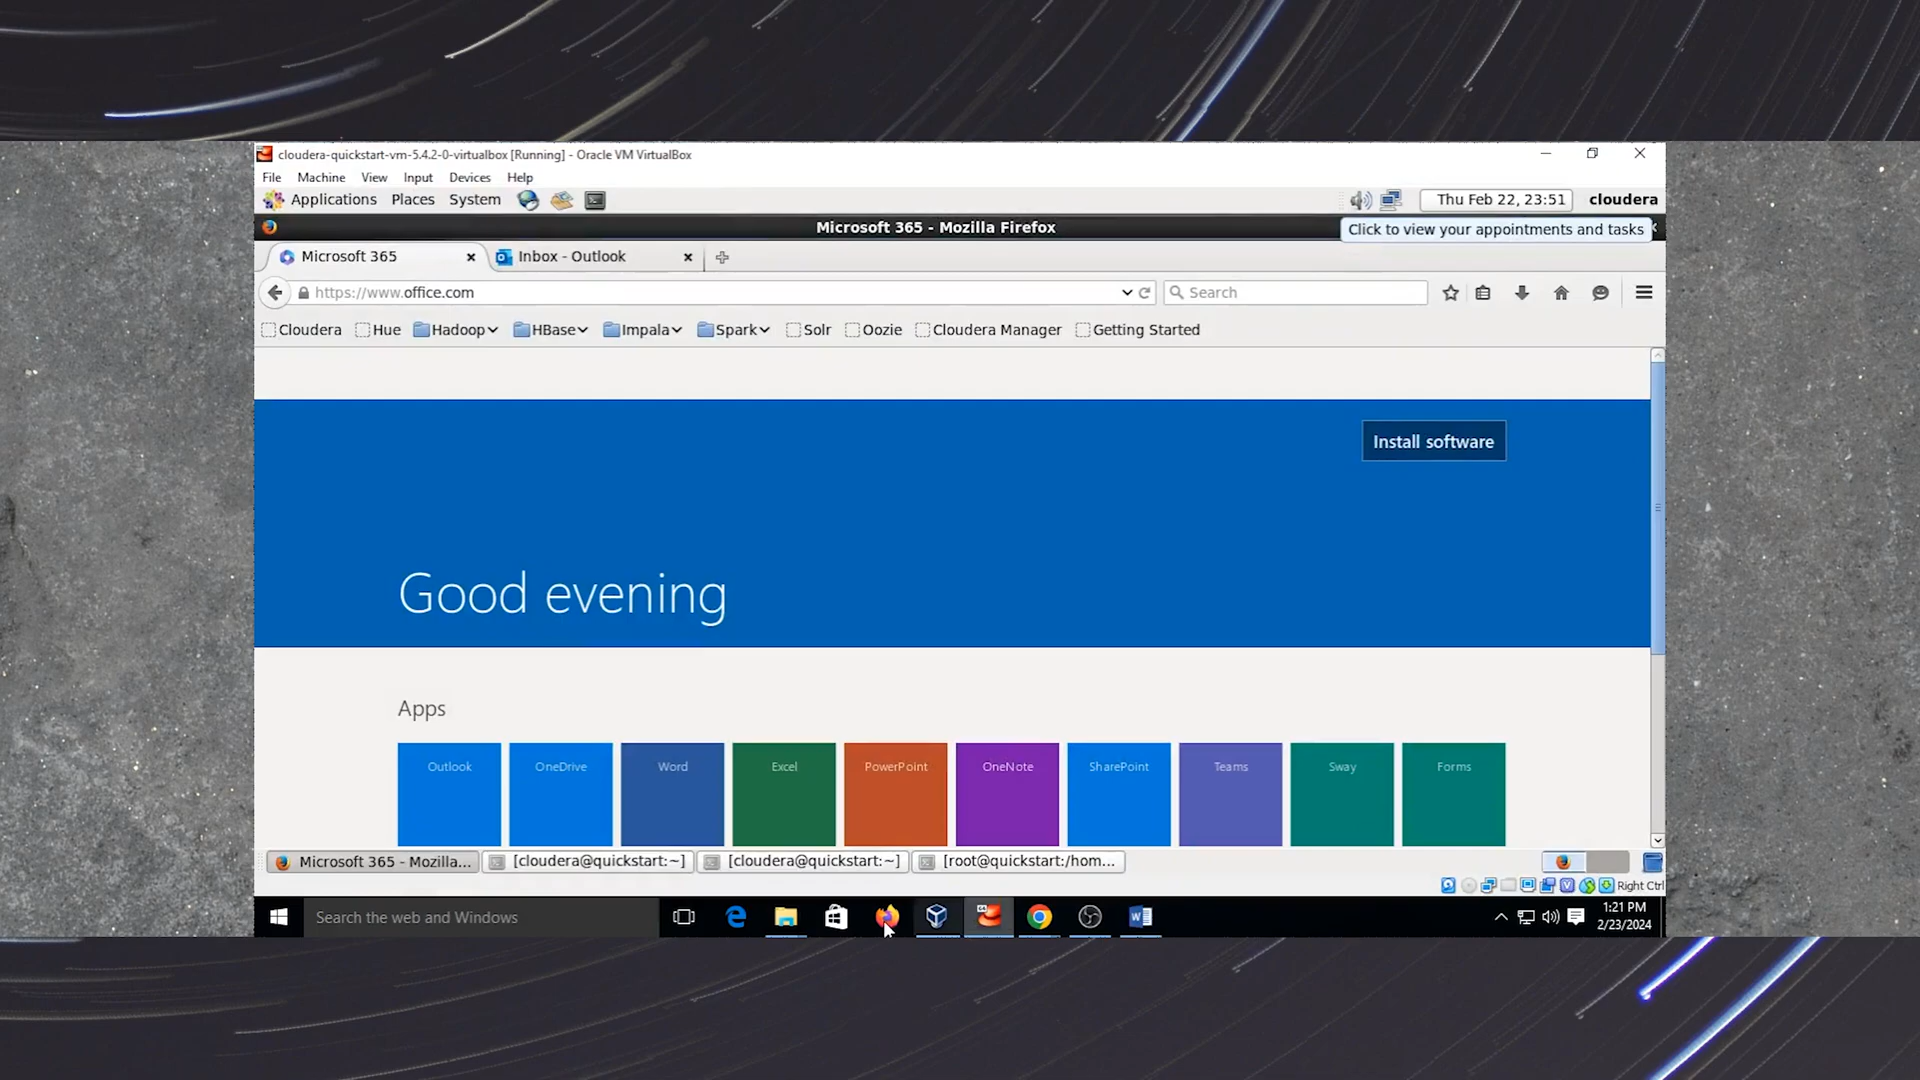 cloudera-quickstart-vm-5.4.2-0-virtualbox [Running] - Oracle VM VirtualBox
File Machine View Input Devices Help
Applications Places System Thu Feb 22, 23:51 cloudera
Microsoft 365 - Mozilla Firefox
Click to view your appointments and tasks
Microsoft 365 Inbox - Outlook
https://www.office.com Search
Cloudera Hue Hadoop HBase Impala Spark Solr Oozie Cloudera Manager Getting Started
Install software
Good evening
Apps
Outlook OneDrive Word Excel PowerPoint OneNote SharePoint Teams Sway Forms
Microsoft 365 - Mozilla... [cloudera@quickstart:~] [cloudera@quickstart:~] [root@quickstart:/hom...
Right Ctrl
Search the web and Windows
1:21 PM
2/23/2024